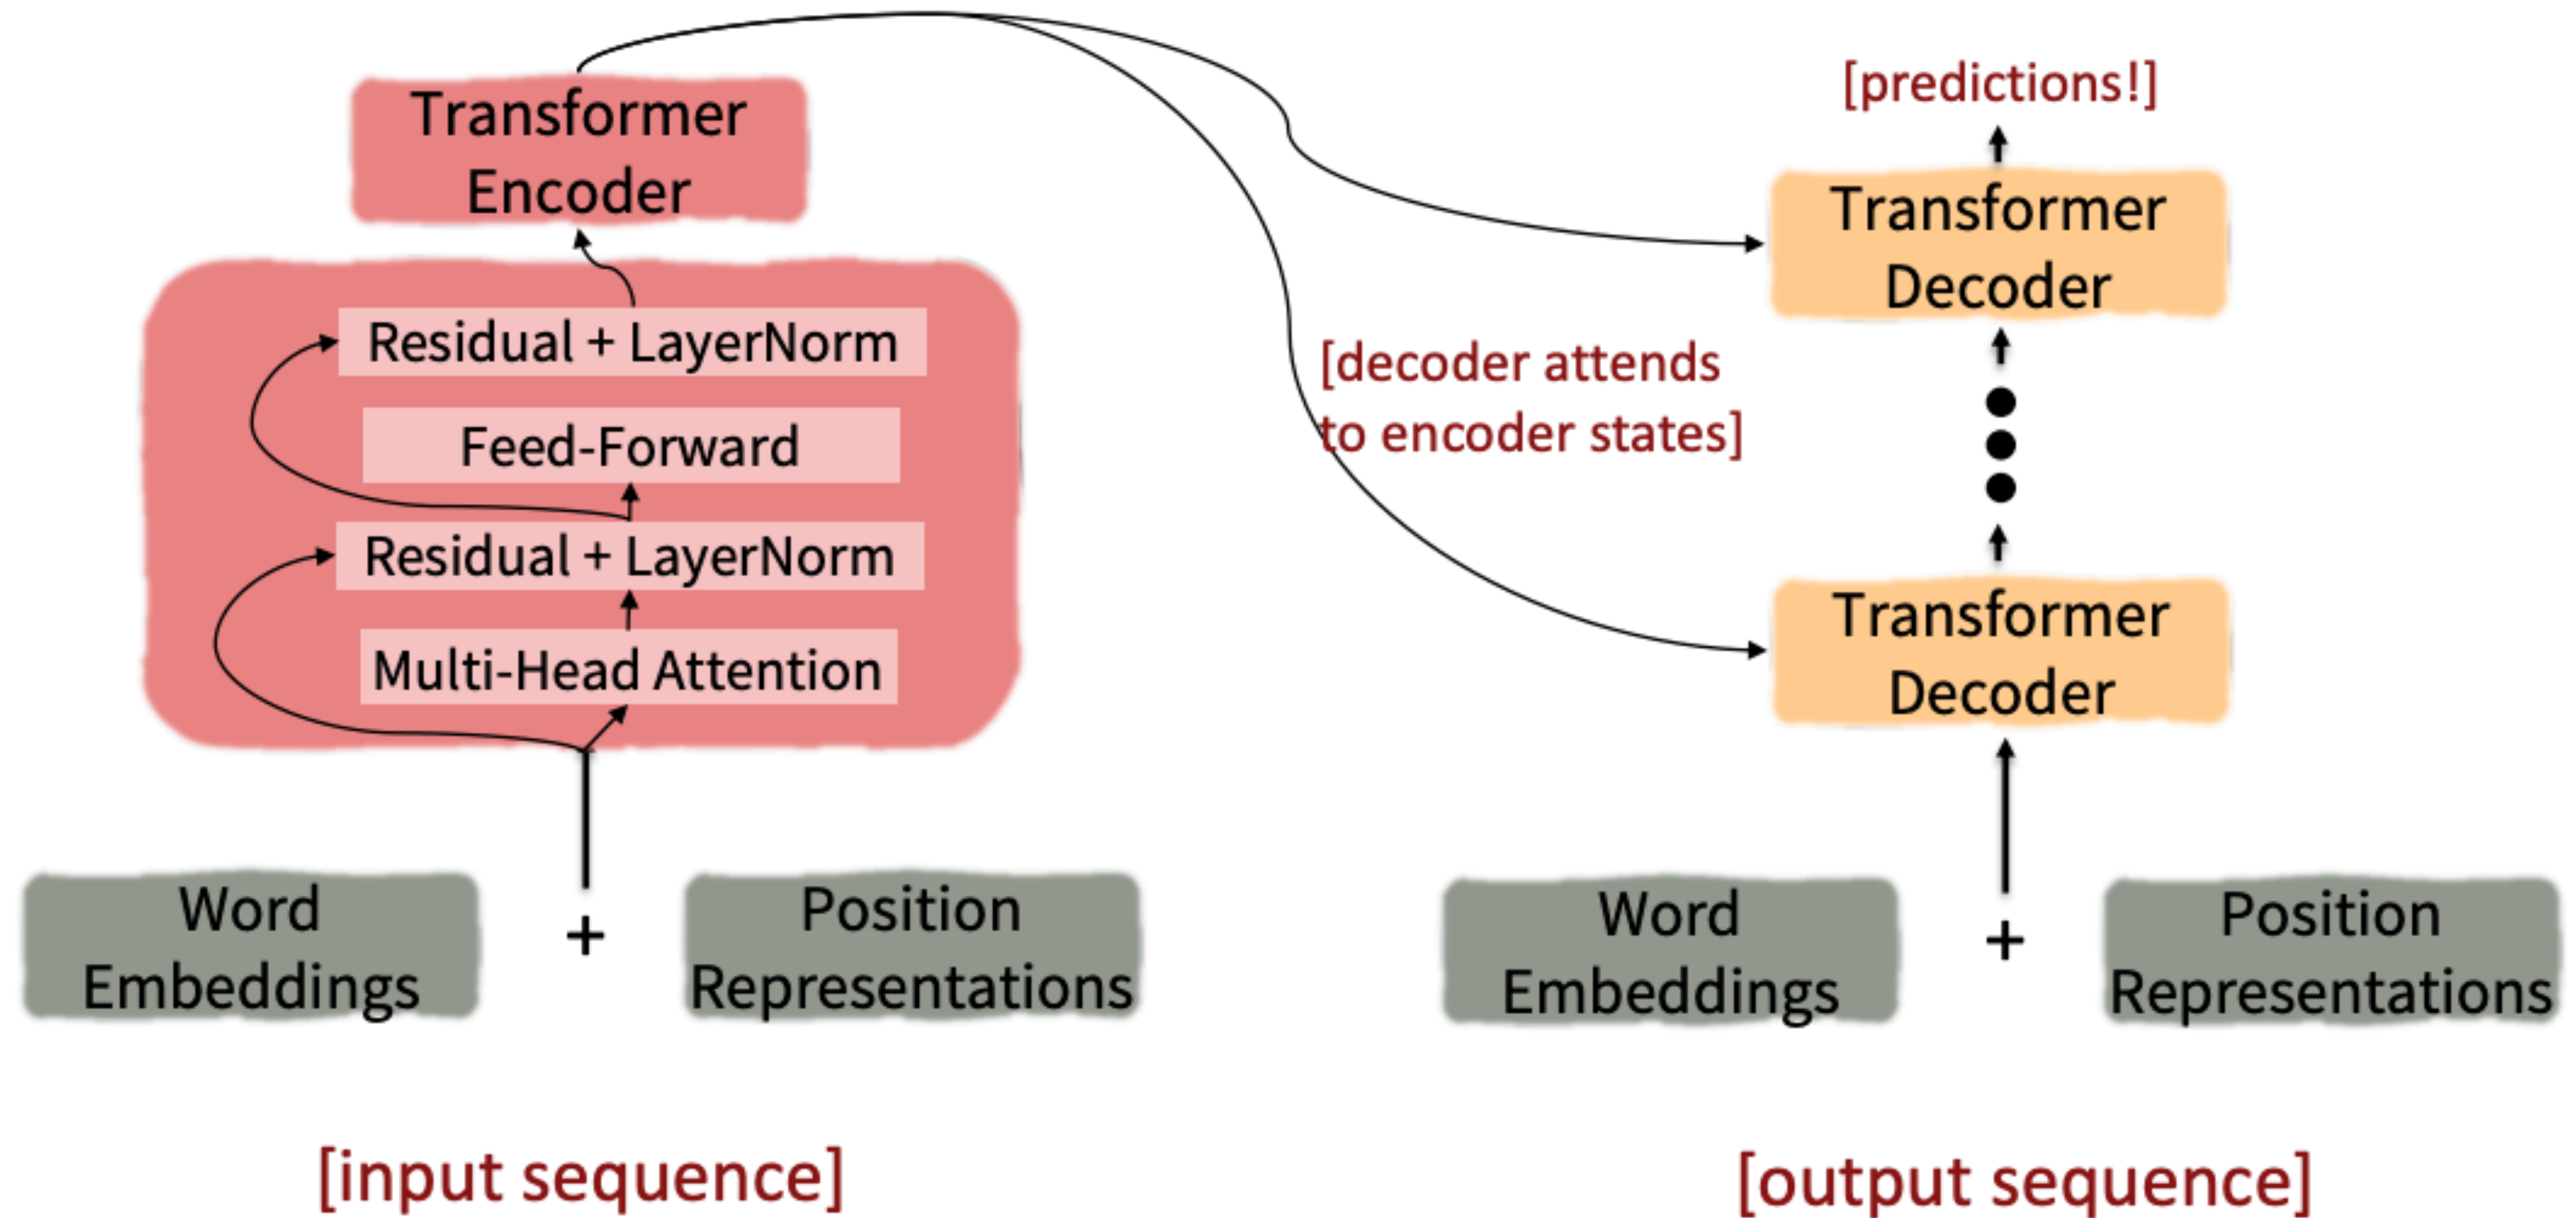 Transformer
Encoder
Residual + LayerNorm
Feed-Forward
Residual + LayerNorm
Multi-Head Attention
Word
Embeddings
+
Position
Representations
[input sequence]
[decoder attends
to encoder states]
[predictions!]
Transformer
Decoder
Transformer
Decoder
Word
Embeddings
+
Position
Representations
[output sequence]